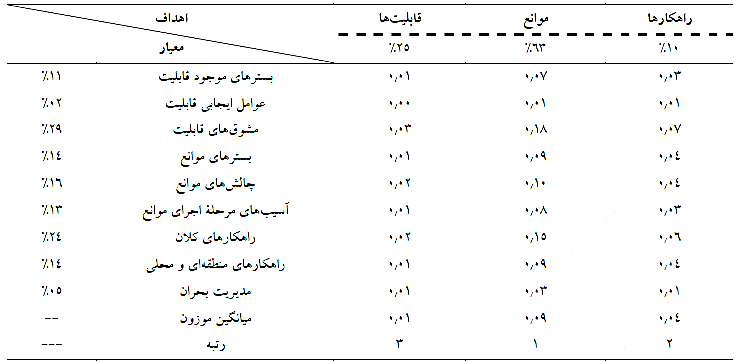 اهداف قابلیت‌ها موانع راهکارها
معیار ٪۲۵ ٪۶۳ ٪۱۰
٪۱۱ بسترهای موجود قابلیت ۰٫۰۱ ۰٫۰۷ ۰٫۰۳
٪۰۲ عوامل ایجابی قابلیت ۰٫۰۰ ۰٫۰۱ ۰٫۰۱
٪۲۹ مشوق‌های قابلیت ۰٫۰۳ ۰٫۱۸ ۰٫۰۷
٪۱۴ بسترهای موانع ۰٫۰۱ ۰٫۰۹ ۰٫۰۴
٪۱۶ چالش‌های موانع ۰٫۰۲ ۰٫۱۰ ۰٫۰۴
٪۱۳ آسیب‌های مرحلۀ اجرای موانع ۰٫۰۱ ۰٫۰۸ ۰٫۰۳
٪۲۴ راهکارهای کلان ۰٫۰۲ ۰٫۱۵ ۰٫۰۶
٪۱۴ راهکارهای منطقه‌ای و محلی ۰٫۰۱ ۰٫۰۹ ۰٫۰۴
٪۰۵ مدیریت بحران ۰٫۰۱ ۰٫۰۳ ۰٫۰۱
-- میانگین موزون ۰٫۰۱ ۰٫۰۹ ۰٫۰۴
--- رتبه ۳ ۱ ۲